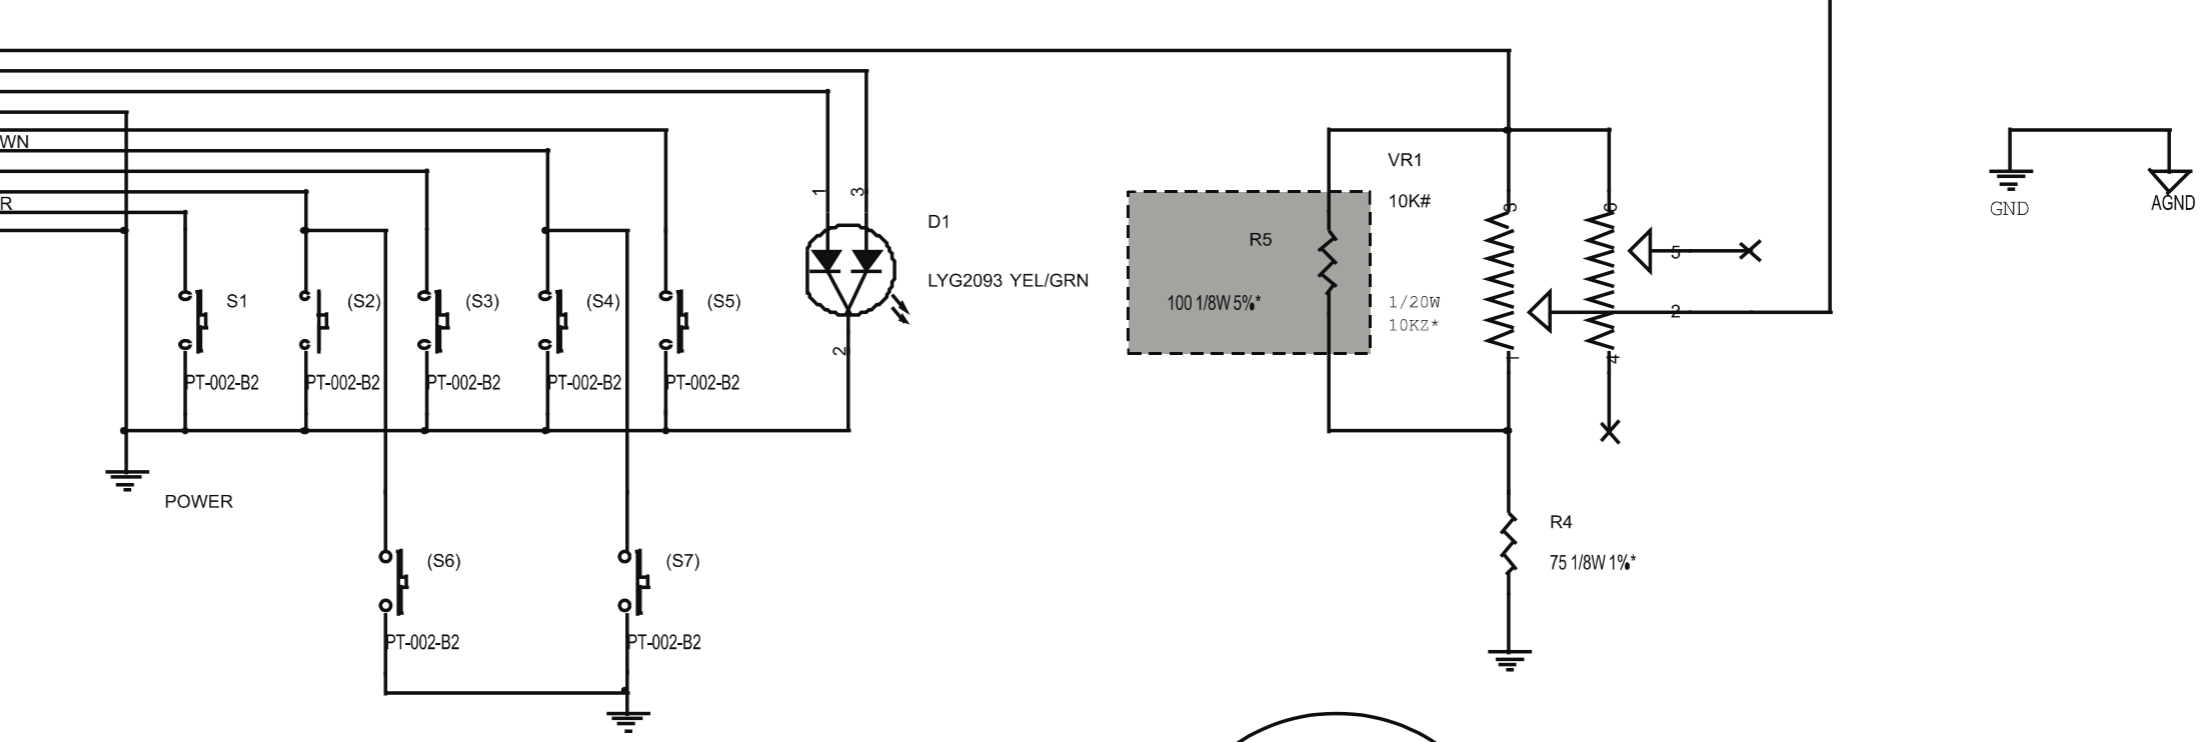 WN
R
1
3
D1
LYG2093 YEL/GRN
2
S1
(S2)
(S3)
(S4)
(S5)
PT-002-B2
PT-002-B2
PT-002-B2
PT-002-B2
PT-002-B2
POWER
(S6)
(S7)
PT-002-B2
PT-002-B2
VR1
10K#
R5
100 1/8W 5%*
1/20W
10KZ*
3
6
5
2
1
4
R4
75 1/8W 1%*
GND
AGND